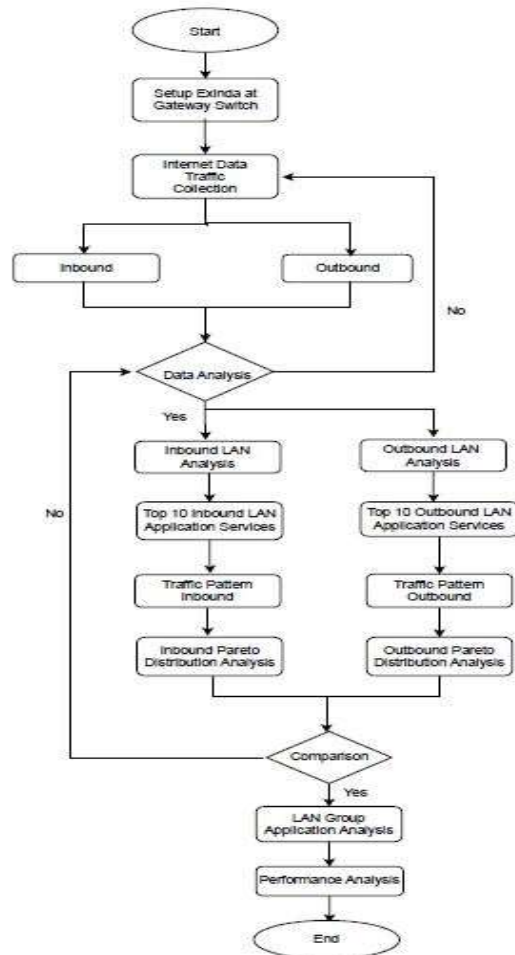 Start
Setup Exinda at
Gateway Switch
Internet Data
Traffic
Collection
Inbound
Outbound
No
Data Analysis
Yes
Inbound LAN
Analysis
Outbound LAN
Analysis
No
Top 10 Inbound LAN
Application Services
Top 10 Outbound LAN
Application Services
Traffic Pattern
Inbound
Traffic Pattern
Outbound
Inbound Pareto
Distribution Analysis
Outbound Pareto
Distribution Analysis
Comparison
Yes
LAN Group
Application Analysis
Performance Analysis
End